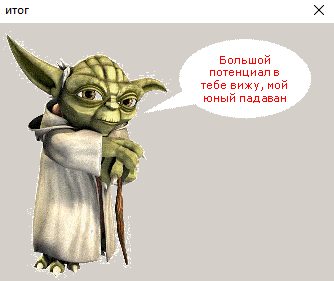 итог
Большой
потенциал в
тебе вижу, мой
юный падаван